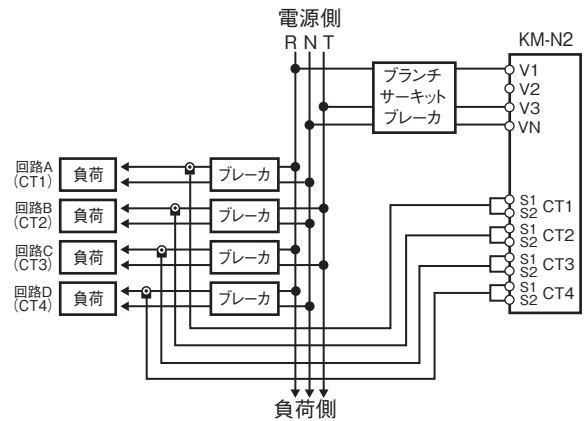 電源側
R N T
KM-N2
ブランチ
サーキット
ブレーカ
V1
V2
V3
VN
回路A
(CT1)
負荷
ブレーカ
回路B
(CT2)
負荷
ブレーカ
回路C
(CT3)
負荷
ブレーカ
回路D
(CT4)
負荷
ブレーカ
S1
S2
CT1
S1
S2
CT2
S1
S2
CT3
S1
S2
CT4
負荷側